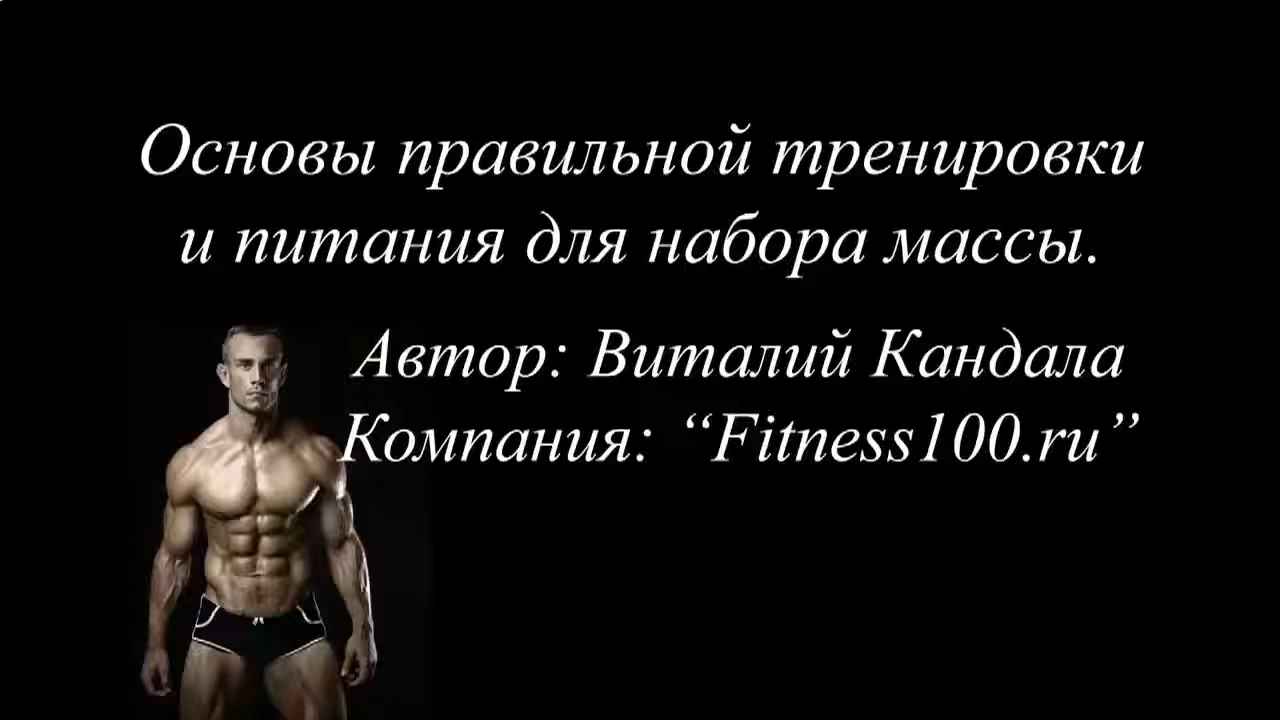 Основы правильной тренировки
и питания для набора массы.
Автор: Виталий Кандала
Компания: “Fitness100.ru”